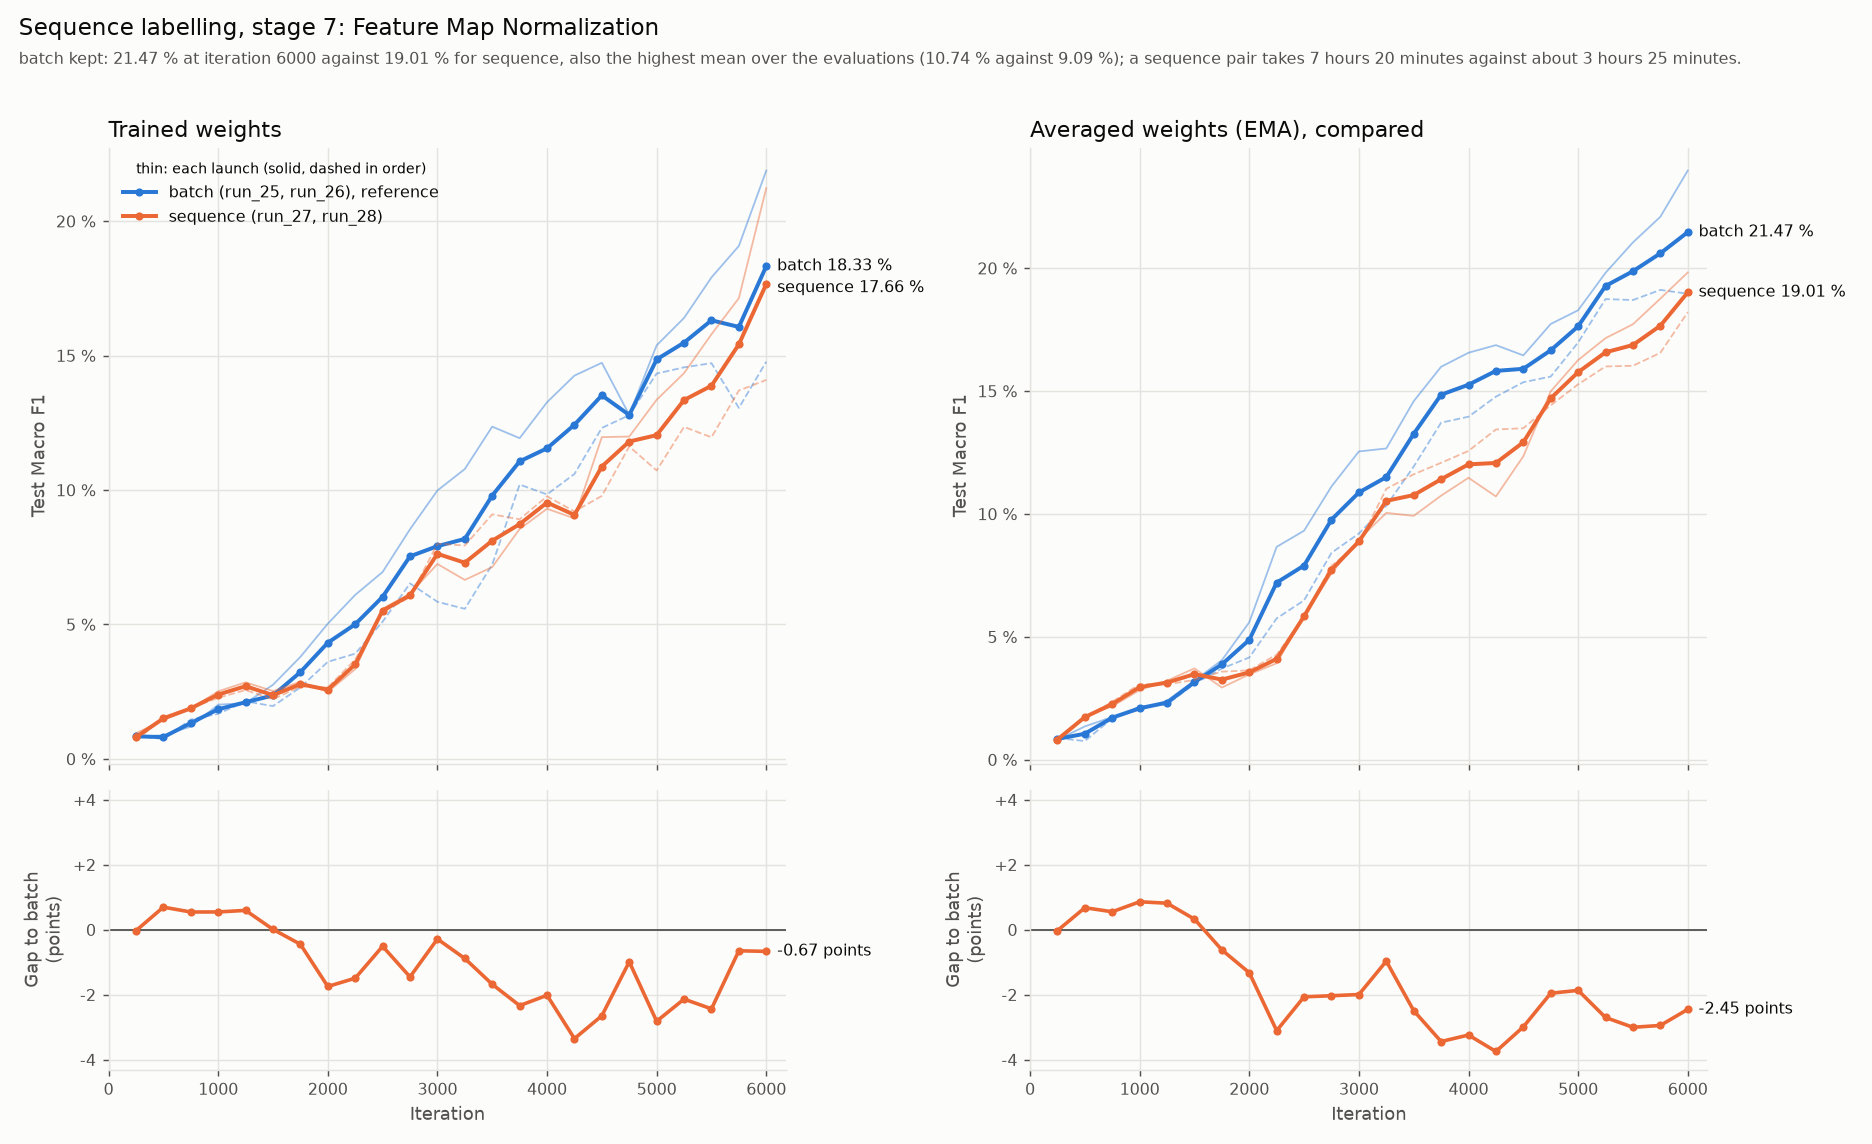 Sequence labelling, stage 7: Feature Map Normalization
batch kept: 21.47 % at iteration 6000 against 19.01 % for sequence, also the highest mean over the evaluations (10.74 % against 9.09 %); a sequence pair takes 7 hours 20 minutes against about 3 hours 25 minutes.
Trained weights
thin: each launch (solid, dashed in order)
batch (run_25, run_26), reference
sequence (run_27, run_28)
20 %
15 %
10 %
5 %
0 %
Test Macro F1
batch 18.33 %
sequence 17.66 %
+4
+2
0
-2
-4
Gap to batch
(points)
-0.67 points
0
1000
2000
3000
4000
5000
6000
Iteration
Averaged weights (EMA), compared
20 %
15 %
10 %
5 %
0 %
Test Macro F1
batch 21.47 %
sequence 19.01 %
+4
+2
0
-2
-4
Gap to batch
(points)
-2.45 points
0
1000
2000
3000
4000
5000
6000
Iteration